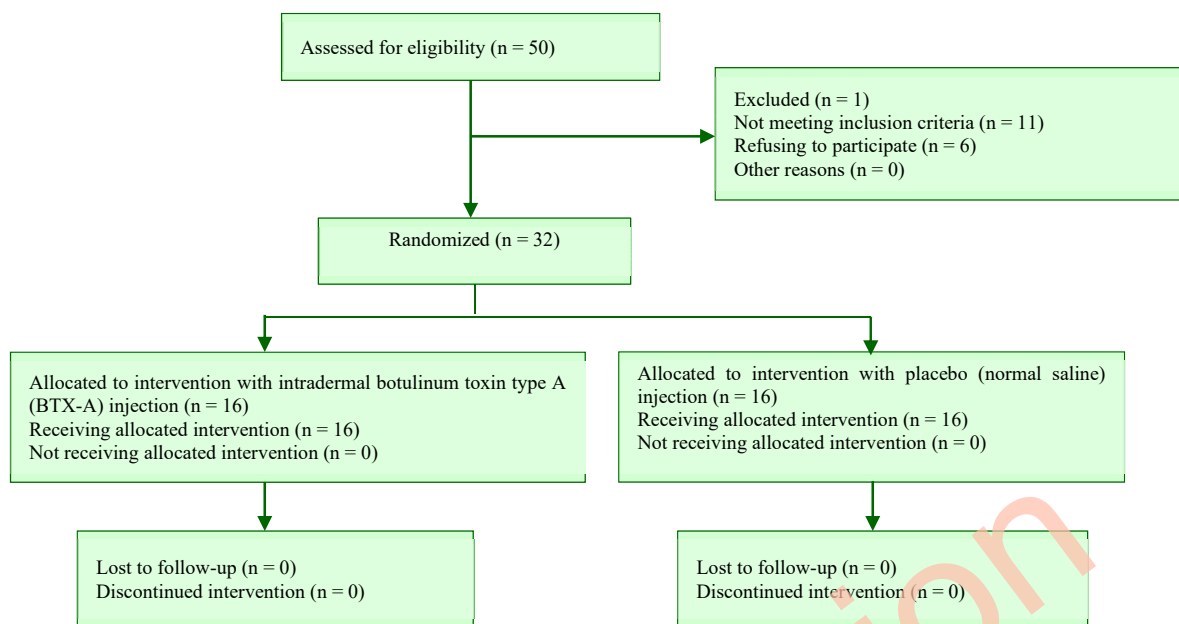 Assessed for eligibility (n = 50)
Excluded (n = 1)
Not meeting inclusion criteria (n = 11)
Refusing to participate (n = 6)
Other reasons (n = 0)
Randomized (n = 32)
Allocated to intervention with intradermal botulinum toxin type A
(BTX-A) injection (n = 16)
Receiving allocated intervention (n = 16)
Not receiving allocated intervention (n = 0)
Allocated to intervention with placebo (normal saline)
injection (n = 16)
Receiving allocated intervention (n = 16)
Not receiving allocated intervention (n = 0)
Lost to follow-up (n = 0)
Discontinued intervention (n = 0)
Lost to follow-up (n = 0)
Discontinued intervention (n = 0)